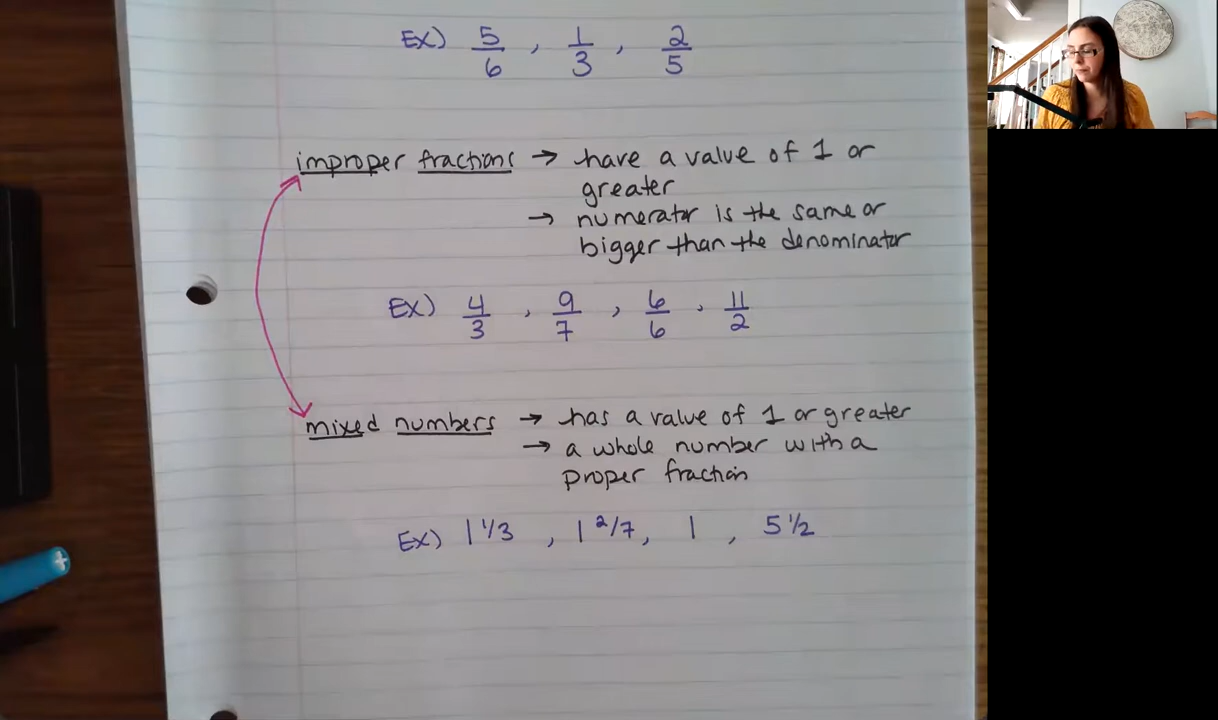 Ex) 5/6 , 1/3 , 2/5
improper fractions → have a value of 1 or
greater
→ numerator is the same or
bigger than the denominator
Ex) 4/3 , 9/7 , 6/6 , 11/2
mixed numbers → has a value of 1 or greater
→ a whole number with a
proper fraction
Ex) 1 1/3 , 1 2/7 , 1 , 5 1/2